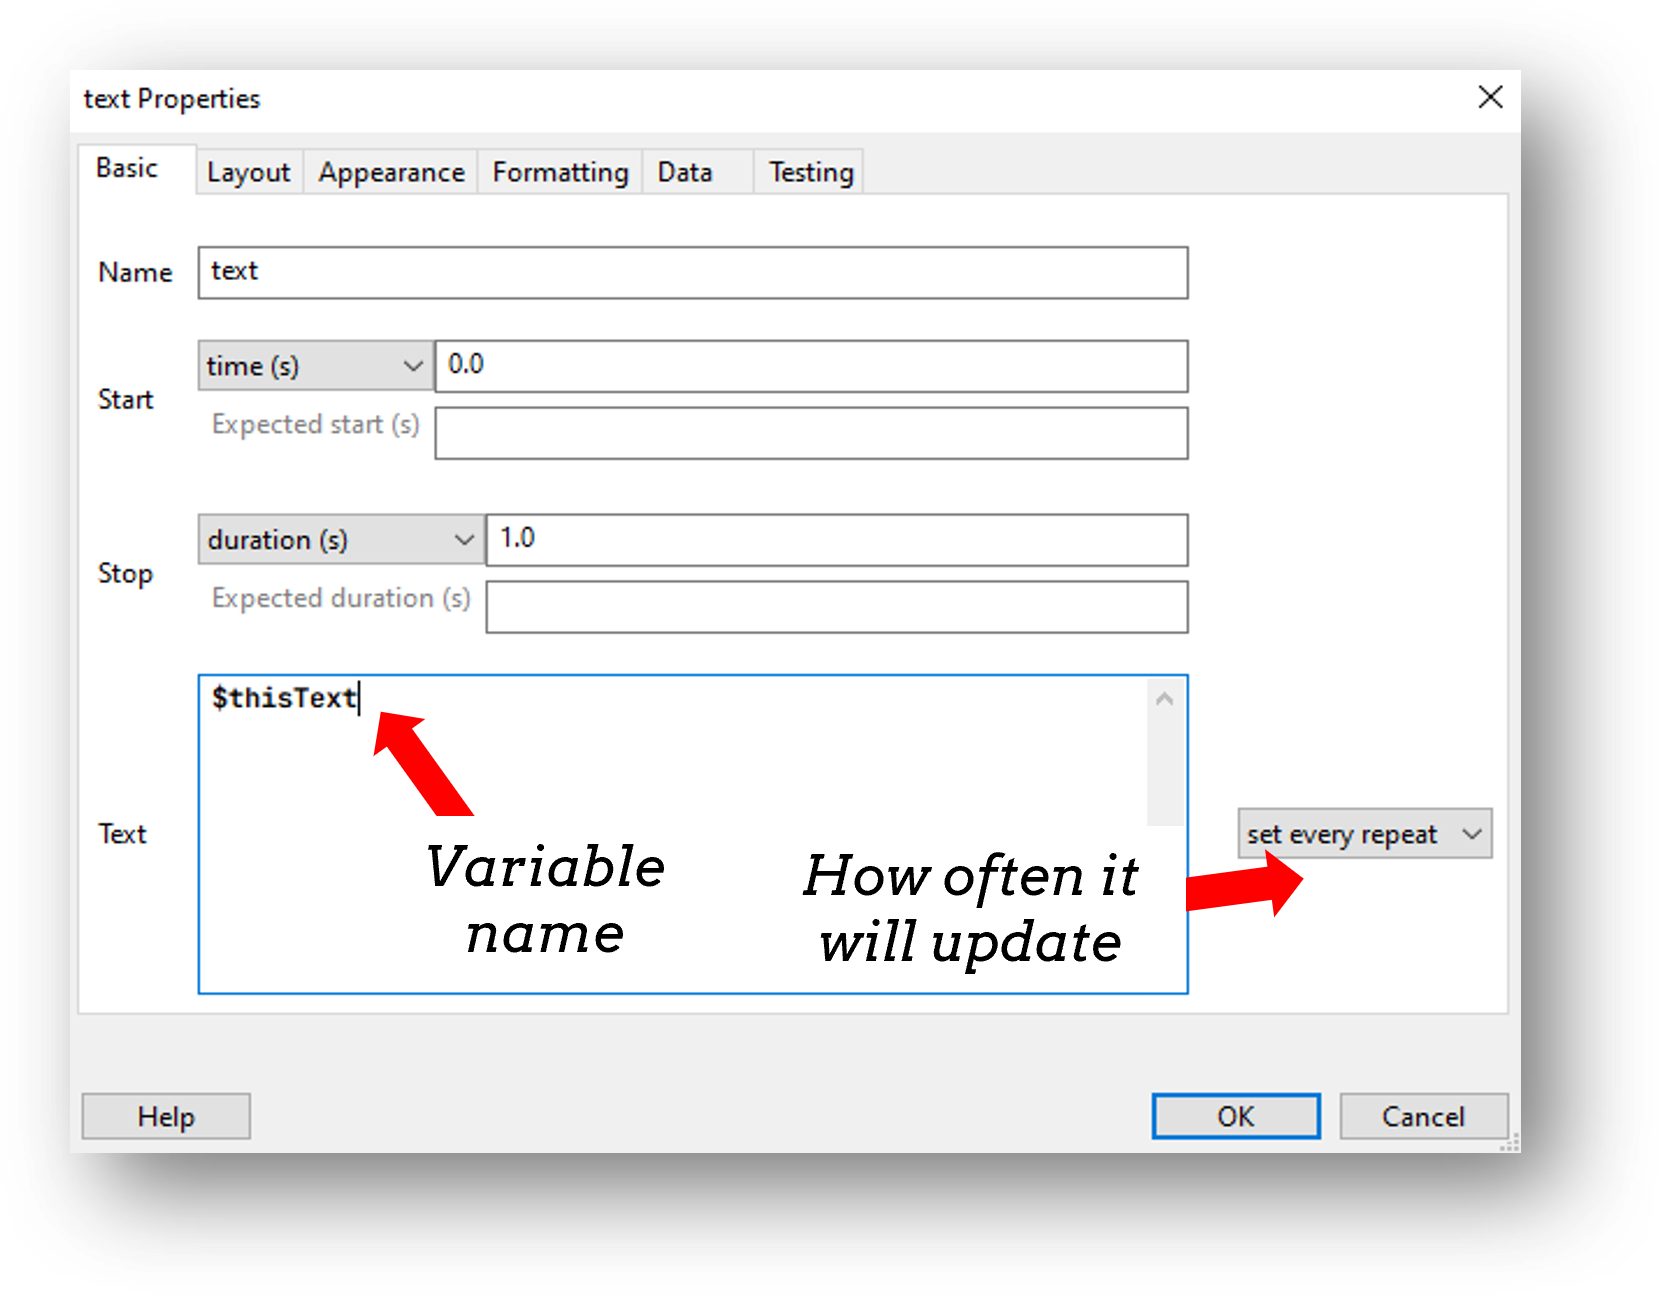 text Properties
Basic
Layout
Appearance
Formatting
Data
Testing
Name
text
Start
time (s)
0.0
Expected start (s)
Stop
duration (s)
1.0
Expected duration (s)
Text
$thisText
Variable
name
How often it
will update
set every repeat
Help
OK
Cancel